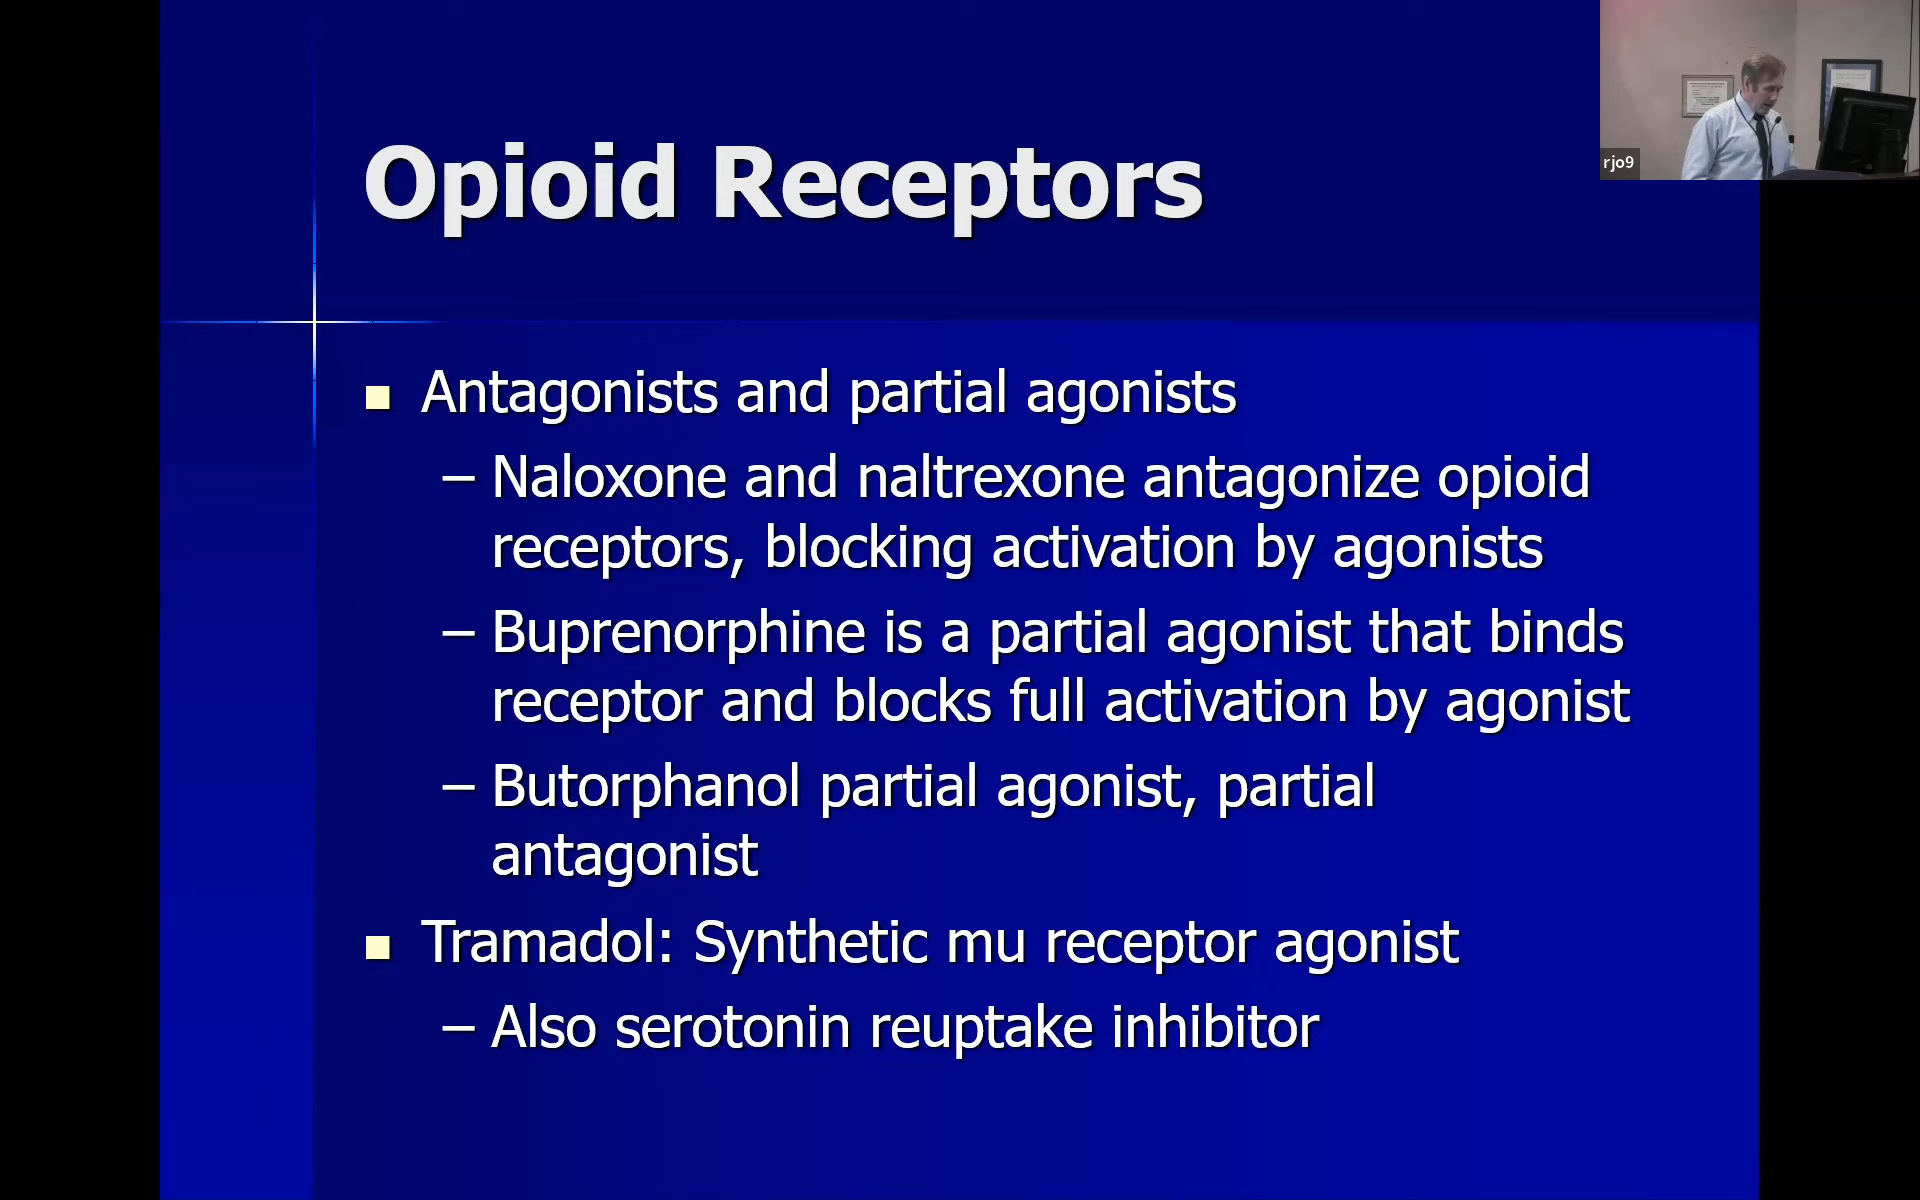 Opioid Receptors
rjo9
Antagonists and partial agonists
– Naloxone and naltrexone antagonize opioid
receptors, blocking activation by agonists
– Buprenorphine is a partial agonist that binds
receptor and blocks full activation by agonist
– Butorphanol partial agonist, partial
antagonist
Tramadol: Synthetic mu receptor agonist
– Also serotonin reuptake inhibitor